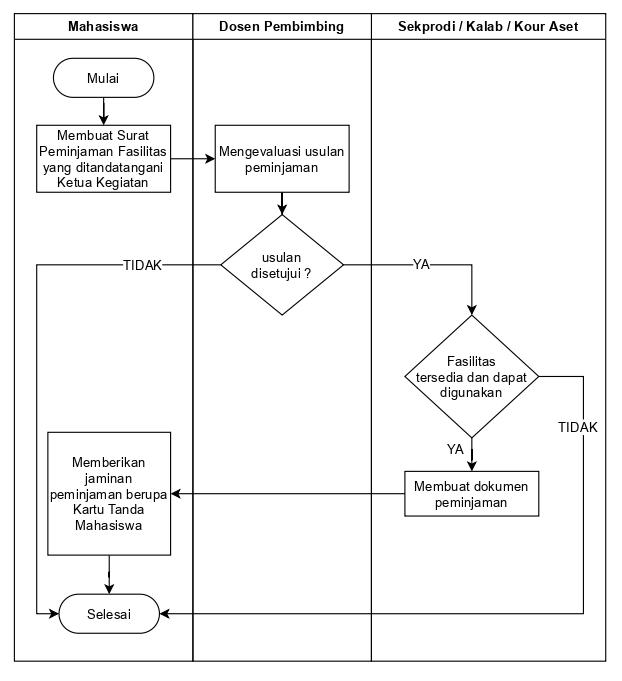 Mahasiswa
Dosen Pembimbing
Sekprodi / Kalab / Kour Aset
Mulai
Membuat Surat
Peminjaman Fasilitas
yang ditandatangani
Ketua Kegiatan
Mengevaluasi usulan
peminjaman
usulan
disetujui ?
TIDAK
YA
Fasilitas
tersedia dan dapat
digunakan
TIDAK
YA
Membuat dokumen
peminjaman
Memberikan
jaminan
peminjaman berupa
Kartu Tanda
Mahasiswa
Selesai